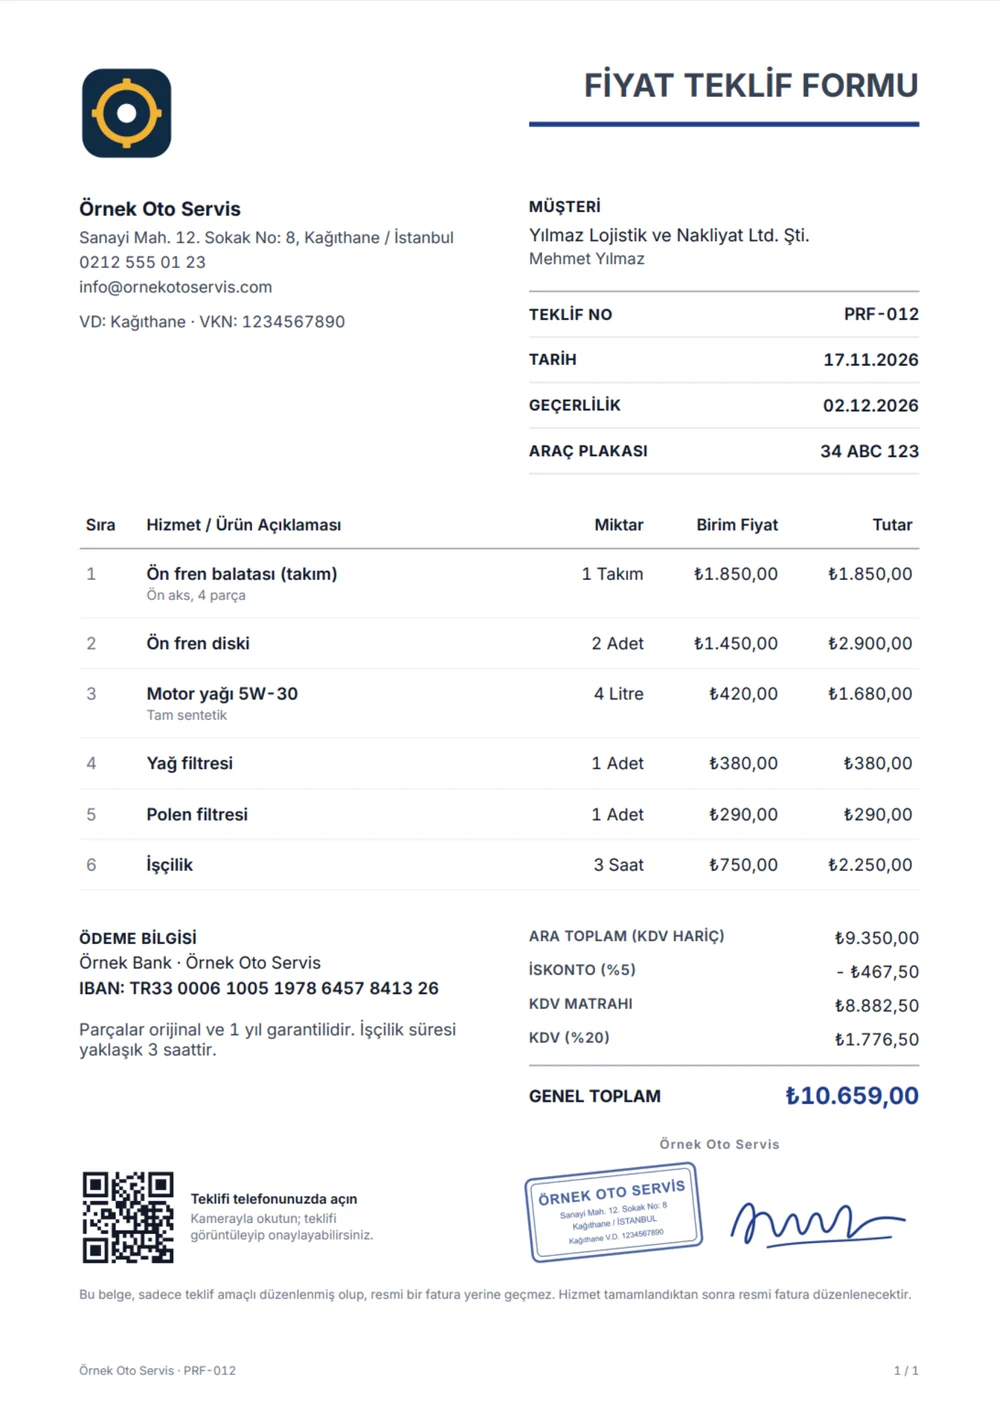 FİYAT TEKLİF FORMU
Örnek Oto Servis
Sanayi Mah. 12. Sokak No: 8, Kağıthane / İstanbul
0212 555 01 23
info@ornekotoservis.com
VD: Kağıthane · VKN: 1234567890
MÜŞTERİ
Yılmaz Lojistik ve Nakliyat Ltd. Şti.
Mehmet Yılmaz
TEKLİF NO PRF-012
TARİH 17.11.2026
GEÇERLİLİK 02.12.2026
ARAÇ PLAKASI 34 ABC 123
Sıra Hizmet / Ürün Açıklaması Miktar Birim Fiyat Tutar
1 Ön fren balatası (takım) 1 Takım ₺1.850,00 ₺1.850,00
Ön aks, 4 parça
2 Ön fren diski 2 Adet ₺1.450,00 ₺2.900,00
3 Motor yağı 5W-30 4 Litre ₺420,00 ₺1.680,00
Tam sentetik
4 Yağ filtresi 1 Adet ₺380,00 ₺380,00
5 Polen filtresi 1 Adet ₺290,00 ₺290,00
6 İşçilik 3 Saat ₺750,00 ₺2.250,00
ÖDEME BİLGİSİ
Örnek Bank · Örnek Oto Servis
IBAN: TR33 0006 1005 1978 6457 8413 26
Parçalar orijinal ve 1 yıl garantilidir. İşçilik süresi
yaklaşık 3 saattir.
ARA TOPLAM (KDV HARİÇ) ₺9.350,00
İSKONTO (%5) - ₺467,50
KDV MATRAHI ₺8.882,50
KDV (%20) ₺1.776,50
GENEL TOPLAM ₺10.659,00
Örnek Oto Servis
ÖRNEK OTO SERVİS
Sanayi Mah. 12. Sokak No: 8
Kağıthane / İSTANBUL
Kağıthane V.D. 1234567890
Teklifi telefonunuzda açın
Kamerayla okutun; teklifi
görüntüleyip onaylayabilirsiniz.
Bu belge, sadece teklif amaçlı düzenlenmiş olup, resmi bir fatura yerine geçmez. Hizmet tamamlandıktan sonra resmi fatura düzenlenecektir.
Örnek Oto Servis · PRF-012 1 / 1